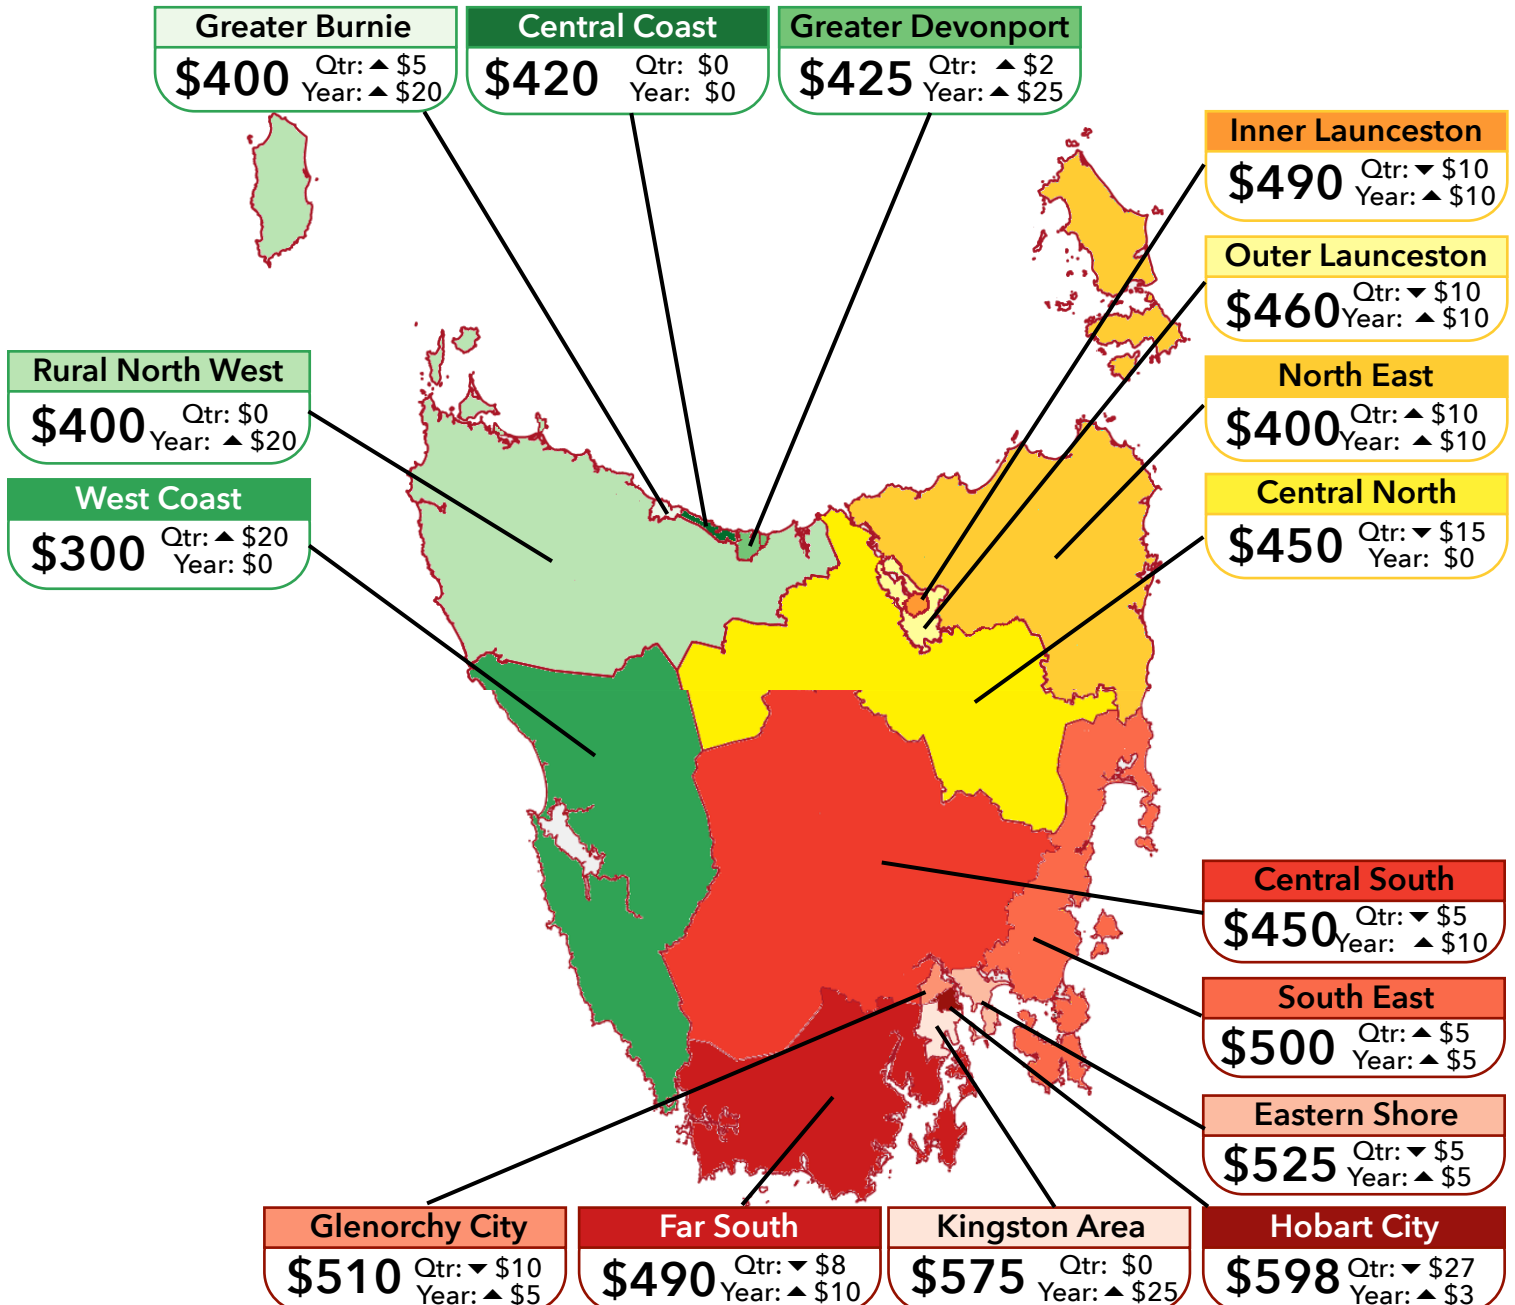 Greater Burnie
$400 Qtr: ▲ $5
Year: ▲ $20
Central Coast
$420 Qtr: $0
Year: $0
Greater Devonport
$425 Qtr: ▲ $2
Year: ▲ $25
Inner Launceston
$490 Qtr: ▼ $10
Year: ▲ $10
Outer Launceston
$460 Qtr: ▼ $10
Year: ▲ $10
Rural North West
$400 Qtr: $0
Year: ▲ $20
North East
$400 Qtr: ▲ $10
Year: ▲ $10
West Coast
$300 Qtr: ▲ $20
Year: $0
Central North
$450 Qtr: ▼ $15
Year: $0
Central South
$450 Qtr: ▼ $5
Year: ▲ $10
South East
$500 Qtr: ▲ $5
Year: ▲ $5
Eastern Shore
$525 Qtr: ▼ $5
Year: ▲ $5
Glenorchy City
$510 Qtr: ▼ $10
Year: ▲ $5
Far South
$490 Qtr: ▼ $8
Year: ▲ $10
Kingston Area
$575 Qtr: $0
Year: ▲ $25
Hobart City
$598 Qtr: ▼ $27
Year: ▲ $3